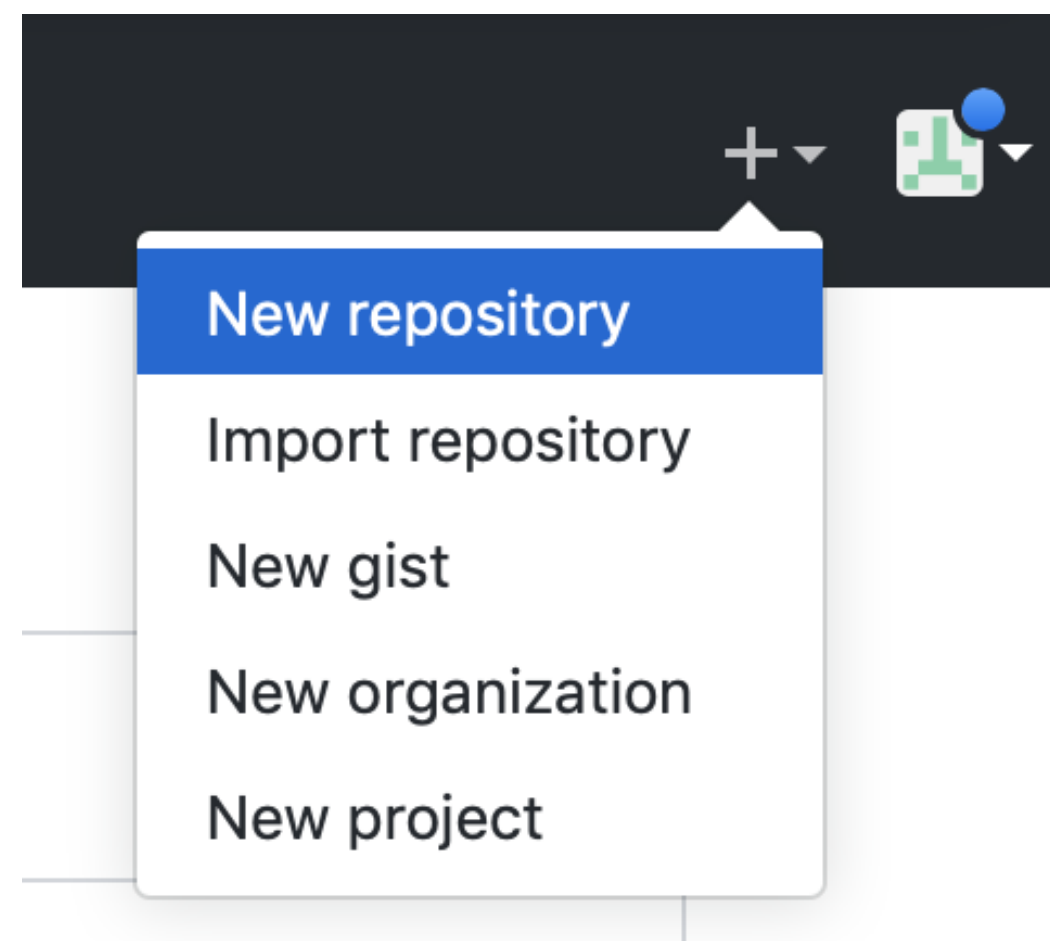 New repository
Import repository
New gist
New organization
New project